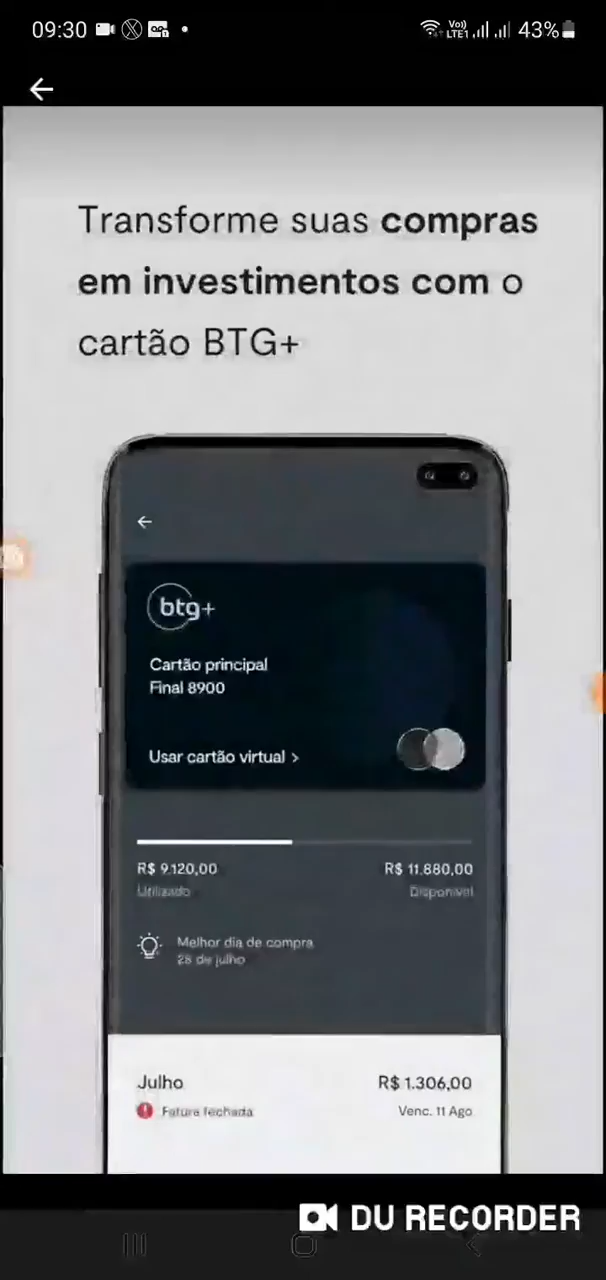 09:30
Vo))
LTE1
43%
Transforme suas compras
em investimentos com o
cartão BTG+
btg+
Cartão principal
Final 8900
Usar cartão virtual >
R$ 9.120,00 R$ 11.880,00
Utilizado Disponível
Melhor dia de compra
28 de julho
Julho R$ 1.306,00
Fatura fechada Venc. 11 Ago
DU RECORDER